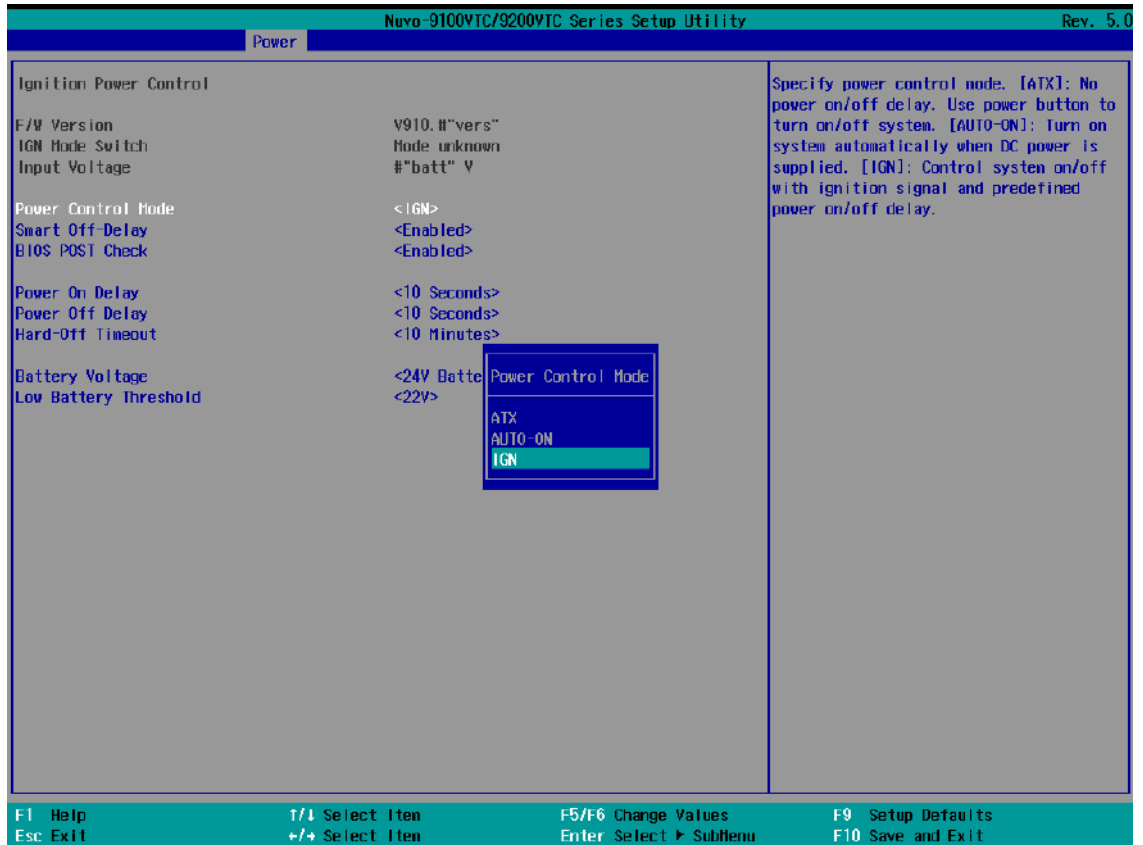 Nuvo-9100VTC/9200VTC Series Setup Utility Rev. 5.0
Power
Ignition Power Control
F/W Version V910.#"vers"
IGN Mode Switch Mode unknown
Input Voltage #"batt" V
Power Control Mode <IGN>
Smart Off-Delay <Enabled>
BIOS POST Check <Enabled>
Power On Delay <10 Seconds>
Power Off Delay <10 Seconds>
Hard-Off Timeout <10 Minutes>
Battery Voltage <24V Batte
Low Battery Threshold <22V>
Power Control Mode
ATX
AUTO-ON
IGN
Specify power control mode. [ATX]: No
power on/off delay. Use power button to
turn on/off system. [AUTO-ON]: Turn on
system automatically when DC power is
supplied. [IGN]: Control system on/off
with ignition signal and predefined
power on/off delay.
F1 Help ↑/↓ Select Item F5/F6 Change Values F9 Setup Defaults
Esc Exit ←/→ Select Item Enter Select ► SubMenu F10 Save and Exit